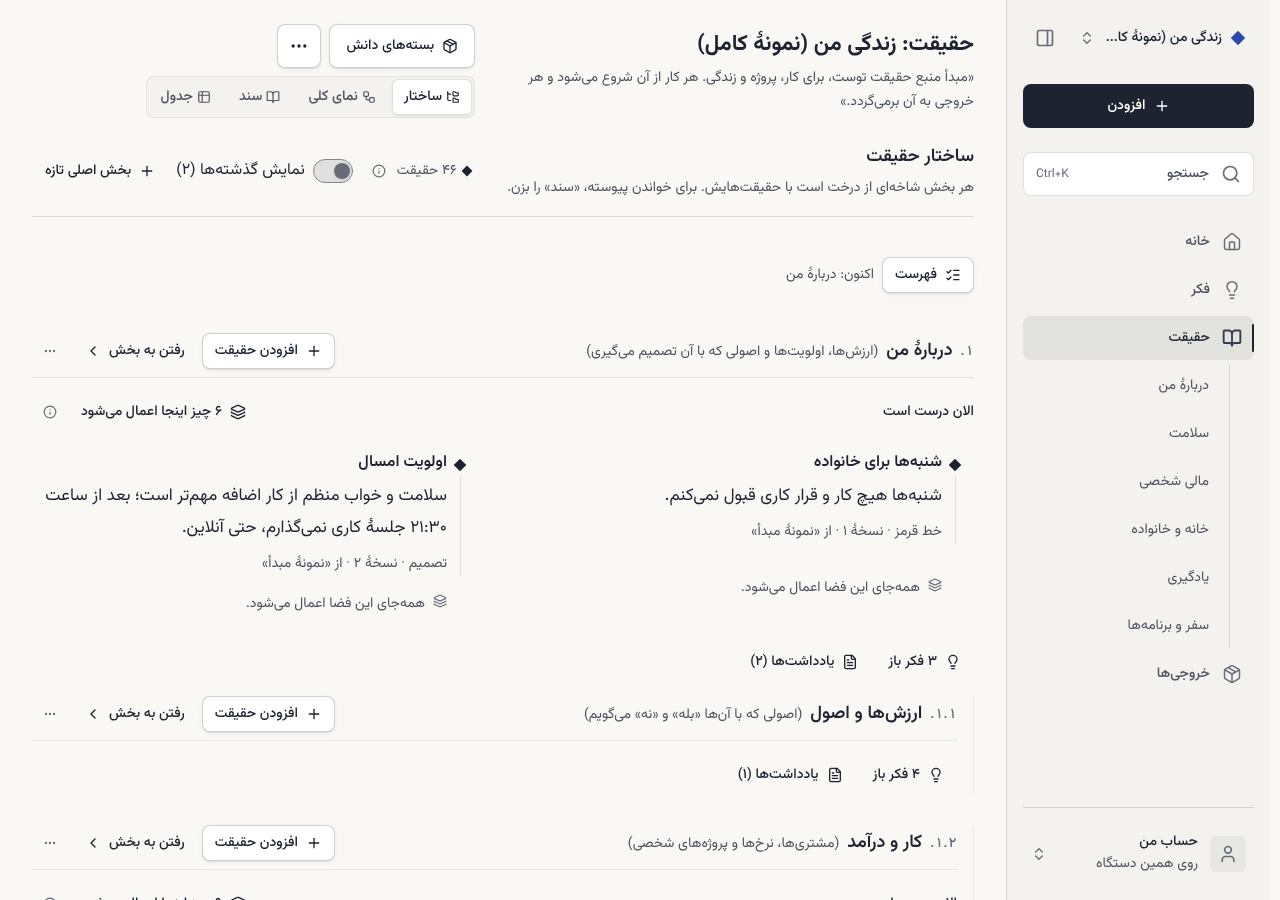 زندگی من (نمونهٔ کا...
افزودن
جستجو
Ctrl+K
خانه
فکر
حقیقت
دربارهٔ من
سلامت
مالی شخصی
خانه و خانواده
یادگیری
سفر و برنامه‌ها
خروجی‌ها
حساب من
روی همین دستگاه
حقیقت: زندگی من (نمونهٔ کامل)
«مبدأ منبع حقیقت توست، برای کار، پروژه و زندگی. هر کار از آن شروع می‌شود و هر
خروجی به آن برمی‌گردد.»
بسته‌های دانش
ساختار
نمای کلی
سند
جدول
ساختار حقیقت
هر بخش شاخه‌ای از درخت است با حقیقت‌هایش. برای خواندن پیوسته، «سند» را بزن.
۴۶ حقیقت
نمایش گذشته‌ها (۲)
بخش اصلی تازه
فهرست
اکنون: دربارهٔ من
۱. دربارهٔ من (ارزش‌ها، اولویت‌ها و اصولی که با آن تصمیم می‌گیری)
افزودن حقیقت
رفتن به بخش
الان درست است
۶ چیز اینجا اعمال می‌شود
شنبه‌ها برای خانواده
شنبه‌ها هیچ کار و قرار کاری قبول نمی‌کنم.
خط قرمز · نسخهٔ ۱ · از «نمونهٔ مبدأ»
همه‌جای این فضا اعمال می‌شود.
اولویت امسال
سلامت و خواب منظم از کار اضافه مهم‌تر است؛ بعد از ساعت
۲۱:۳۰ جلسهٔ کاری نمی‌گذارم، حتی آنلاین.
تصمیم · نسخهٔ ۲ · از «نمونهٔ مبدأ»
همه‌جای این فضا اعمال می‌شود.
۳ فکر باز
یادداشت‌ها (۲)
۱.۱. ارزش‌ها و اصول (اصولی که با آن‌ها «بله» و «نه» می‌گویم)
افزودن حقیقت
رفتن به بخش
۴ فکر باز
یادداشت‌ها (۱)
۱.۲. کار و درآمد (مشتری‌ها، نرخ‌ها و پروژه‌های شخصی)
افزودن حقیقت
رفتن به بخش